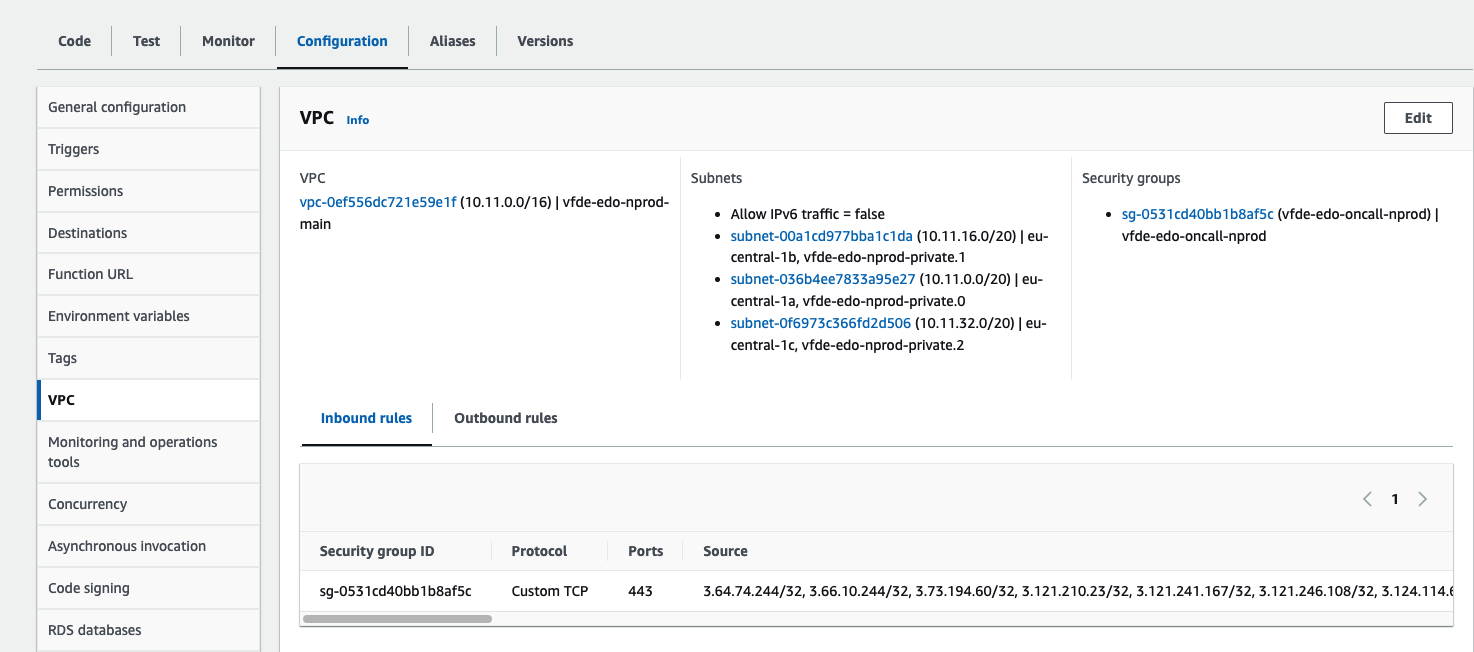 Code
Test
Monitor
Configuration
Aliases
Versions
General configuration
Triggers
Permissions
Destinations
Function URL
Environment variables
Tags
VPC
Monitoring and operations
tools
Concurrency
Asynchronous invocation
Code signing
RDS databases
VPC Info
Edit
VPC
vpc-0ef556dc721e59e1f (10.11.0.0/16) | vfde-edo-nprod-
main
Subnets
• Allow IPv6 traffic = false
• subnet-00a1cd977bba1c1da (10.11.16.0/20) | eu-
central-1b, vfde-edo-nprod-private.1
• subnet-036b4ee7833a95e27 (10.11.0.0/20) | eu-
central-1a, vfde-edo-nprod-private.0
• subnet-0f6973c366fd2d506 (10.11.32.0/20) | eu-
central-1c, vfde-edo-nprod-private.2
Security groups
• sg-0531cd40bb1b8af5c (vfde-edo-oncall-nprod) |
vfde-edo-oncall-nprod
Inbound rules
Outbound rules
1
Security group ID
Protocol
Ports
Source
sg-0531cd40bb1b8af5c
Custom TCP
443
3.64.74.244/32, 3.66.10.244/32, 3.73.194.60/32, 3.121.210.23/32, 3.121.241.167/32, 3.121.246.108/32,